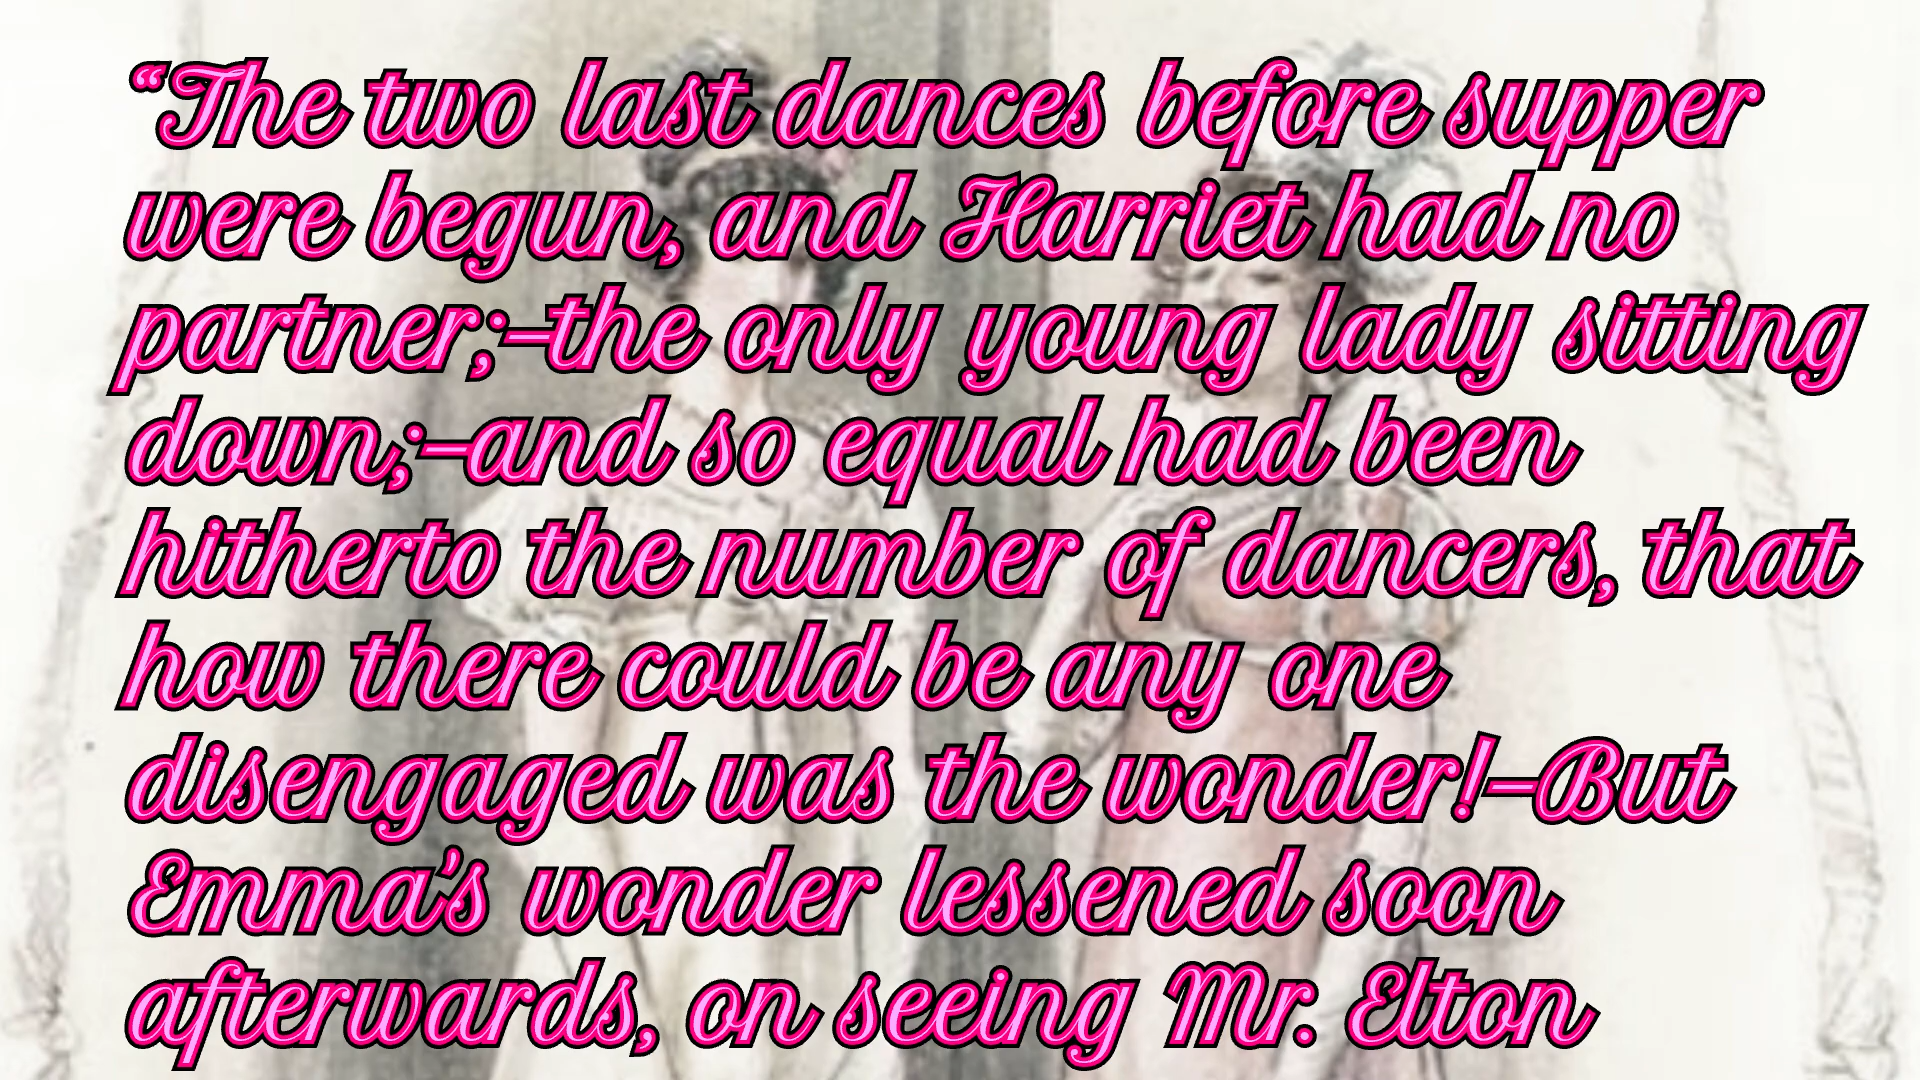 “The two last dances before supper
were begun, and Harriet had no
partner;–the only young lady sitting
down;–and so equal had been
hitherto the number of dancers, that
how there could be any one
disengaged was the wonder!–But
Emma’s wonder lessened soon
afterwards, on seeing Mr. Elton